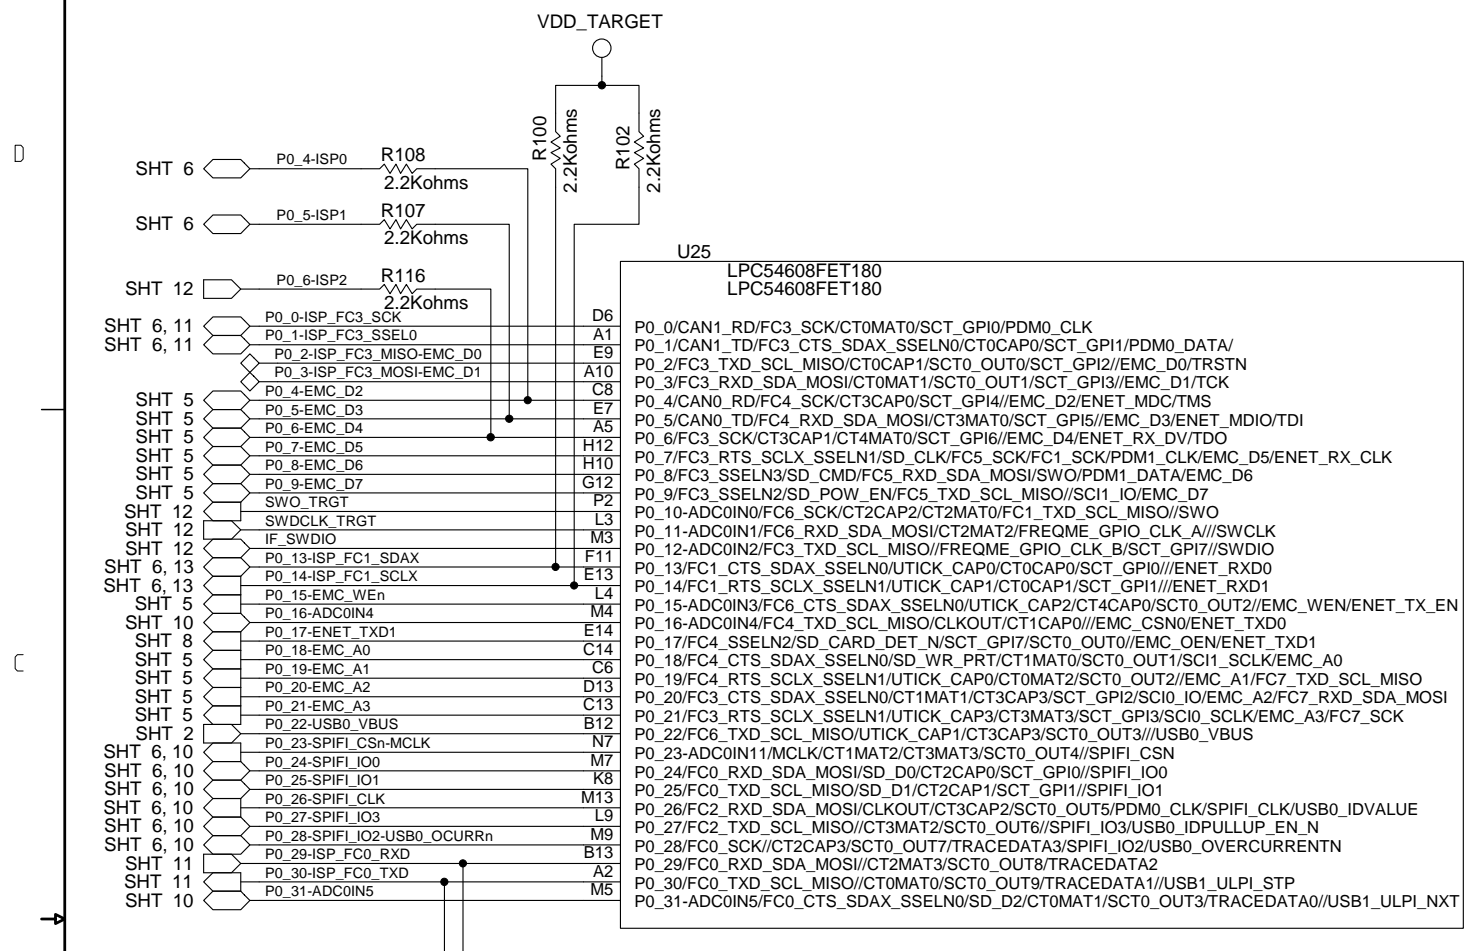 VDD_TARGET
D
R100
2.2Kohms
R102
2.2Kohms
SHT 6 P0_4-ISP0 R108
2.2Kohms
SHT 6 P0_5-ISP1 R107
2.2Kohms
U25
LPC54608FET180
LPC54608FET180
SHT 12 P0_6-ISP2 R116
2.2Kohms
SHT 6, 11 P0_0-ISP_FC3_SCK D6 P0_0/CAN1_RD/FC3_SCK/CT0MAT0/SCT_GPI0/PDM0_CLK
SHT 6, 11 P0_1-ISP_FC3_SSEL0 A1 P0_1/CAN1_TD/FC3_CTS_SDAX_SSELN0/CT0CAP0/SCT_GPI1/PDM0_DATA/
P0_2-ISP_FC3_MISO-EMC_D0 E9 P0_2/FC3_TXD_SCL_MISO/CT0CAP1/SCT0_OUT0/SCT_GPI2//EMC_D0/TRSTN
P0_3-ISP_FC3_MOSI-EMC_D1 A10 P0_3/FC3_RXD_SDA_MOSI/CT0MAT1/SCT0_OUT1/SCT_GPI3//EMC_D1/TCK
SHT 5 P0_4-EMC_D2 C8 P0_4/CAN0_RD/FC4_SCK/CT3CAP0/SCT_GPI4//EMC_D2/ENET_MDC/TMS
SHT 5 P0_5-EMC_D3 E7 P0_5/CAN0_TD/FC4_RXD_SDA_MOSI/CT3MAT0/SCT_GPI5//EMC_D3/ENET_MDIO/TDI
SHT 5 P0_6-EMC_D4 A5 P0_6/FC3_SCK/CT3CAP1/CT4MAT0/SCT_GPI6//EMC_D4/ENET_RX_DV/TDO
SHT 5 P0_7-EMC_D5 H12 P0_7/FC3_RTS_SCLX_SSELN1/SD_CLK/FC5_SCK/FC1_SCK/PDM1_CLK/EMC_D5/ENET_RX_CLK
SHT 5 P0_8-EMC_D6 H10 P0_8/FC3_SSELN3/SD_CMD/FC5_RXD_SDA_MOSI/SWO/PDM1_DATA/EMC_D6
SHT 5 P0_9-EMC_D7 G12 P0_9/FC3_SSELN2/SD_POW_EN/FC5_TXD_SCL_MISO//SCI1_IO/EMC_D7
SHT 12 SWO_TRGT P2 P0_10-ADC0IN0/FC6_SCK/CT2CAP2/CT2MAT0/FC1_TXD_SCL_MISO//SWO
SHT 12 SWDCLK_TRGT L3 P0_11-ADC0IN1/FC6_RXD_SDA_MOSI/CT2MAT2/FREQME_GPIO_CLK_A///SWCLK
SHT 12 IF_SWDIO M3 P0_12-ADC0IN2/FC3_TXD_SCL_MISO//FREQME_GPIO_CLK_B/SCT_GPI7//SWDIO
SHT 6, 13 P0_13-ISP_FC1_SDAX F11 P0_13/FC1_CTS_SDAX_SSELN0/UTICK_CAP0/CT0CAP0/SCT_GPI0///ENET_RXD0
SHT 6, 13 P0_14-ISP_FC1_SCLX E13 P0_14/FC1_RTS_SCLX_SSELN1/UTICK_CAP1/CT0CAP1/SCT_GPI1///ENET_RXD1
SHT 5 P0_15-EMC_WEn L4 P0_15-ADC0IN3/FC6_CTS_SDAX_SSELN0/UTICK_CAP2/CT4CAP0/SCT0_OUT2//EMC_WEN/ENET_TX_EN
SHT 10 P0_16-ADC0IN4 M4 P0_16-ADC0IN4/FC4_TXD_SCL_MISO/CLKOUT/CT1CAP0///EMC_CSN0/ENET_TXD0
SHT 8 P0_17-ENET_TXD1 E14 P0_17/FC4_SSELN2/SD_CARD_DET_N/SCT_GPI7/SCT0_OUT0//EMC_OEN/ENET_TXD1
C
SHT 5 P0_18-EMC_A0 C14 P0_18/FC4_CTS_SDAX_SSELN0/SD_WR_PRT/CT1MAT0/SCT0_OUT1/SCI1_SCLK/EMC_A0
SHT 5 P0_19-EMC_A1 C6 P0_19/FC4_RTS_SCLX_SSELN1/UTICK_CAP0/CT0MAT2/SCT0_OUT2//EMC_A1/FC7_TXD_SCL_MISO
SHT 5 P0_20-EMC_A2 D13 P0_20/FC3_CTS_SDAX_SSELN0/CT1MAT1/CT3CAP3/SCT_GPI2/SCI0_IO/EMC_A2/FC7_RXD_SDA_MOSI
SHT 5 P0_21-EMC_A3 C13 P0_21/FC3_RTS_SCLX_SSELN1/UTICK_CAP3/CT3MAT3/SCT_GPI3/SCI0_SCLK/EMC_A3/FC7_SCK
SHT 2 P0_22-USB0_VBUS B12 P0_22/FC6_TXD_SCL_MISO/UTICK_CAP1/CT3CAP3/SCT0_OUT3///USB0_VBUS
SHT 6, 10 P0_23-SPIFI_CSn-MCLK N7 P0_23-ADC0IN11/MCLK/CT1MAT2/CT3MAT3/SCT0_OUT4//SPIFI_CSN
SHT 6, 10 P0_24-SPIFI_IO0 M7 P0_24/FC0_RXD_SDA_MOSI/SD_D0/CT2CAP0/SCT_GPI0//SPIFI_IO0
SHT 6, 10 P0_25-SPIFI_IO1 K8 P0_25/FC0_TXD_SCL_MISO/SD_D1/CT2CAP1/SCT_GPI1//SPIFI_IO1
SHT 6, 10 P0_26-SPIFI_CLK M13 P0_26/FC2_RXD_SDA_MOSI/CLKOUT/CT3CAP2/SCT0_OUT5/PDM0_CLK/SPIFI_CLK/USB0_IDVALUE
SHT 6, 10 P0_27-SPIFI_IO3 L9 P0_27/FC2_TXD_SCL_MISO//CT3MAT2/SCT0_OUT6//SPIFI_IO3/USB0_IDPULLUP_EN_N
SHT 6, 10 P0_28-SPIFI_IO2-USB0_OCURRn M9 P0_28/FC0_SCK//CT2CAP3/SCT0_OUT7/TRACEDATA3/SPIFI_IO2/USB0_OVERCURRENTN
SHT 11 P0_29-ISP_FC0_RXD B13 P0_29/FC0_RXD_SDA_MOSI//CT2MAT3/SCT0_OUT8/TRACEDATA2
SHT 11 P0_30-ISP_FC0_TXD A2 P0_30/FC0_TXD_SCL_MISO//CT0MAT0/SCT0_OUT9/TRACEDATA1//USB1_ULPI_STP
SHT 10 P0_31-ADC0IN5 M5 P0_31-ADC0IN5/FC0_CTS_SDAX_SSELN0/SD_D2/CT0MAT1/SCT0_OUT3/TRACEDATA0//USB1_ULPI_NXT